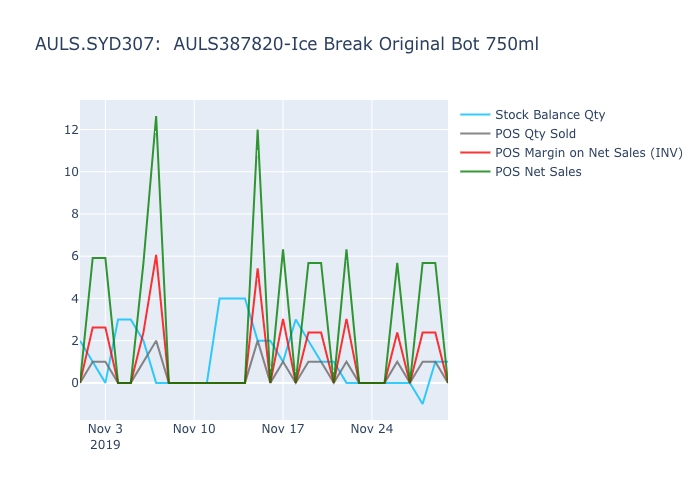 AULS.SYD307:  AULS387820-Ice Break Original Bot 750ml
Stock Balance Qty
POS Qty Sold
POS Margin on Net Sales (INV)
POS Net Sales
12
10
8
6
4
2
0
Nov 3
2019
Nov 10
Nov 17
Nov 24